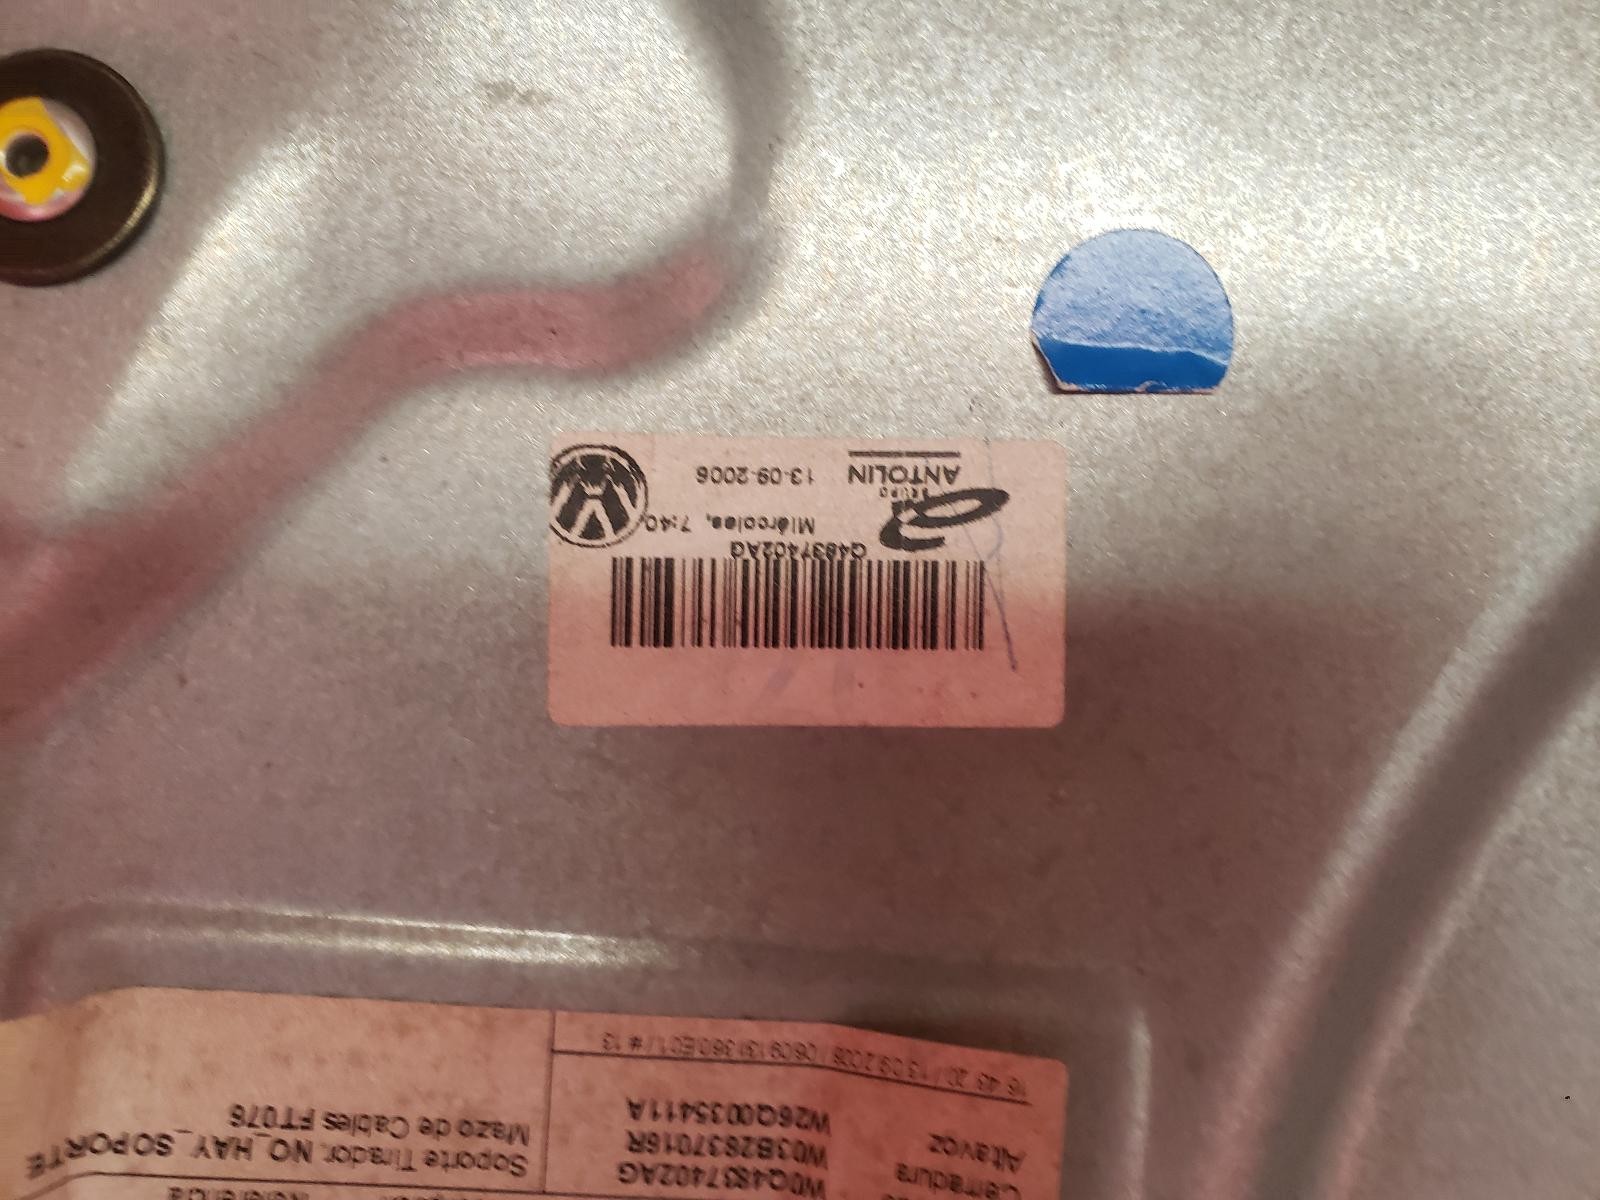 Q4837402AG
Miércoles, 7:40
13-09-2006
GRUPO
ANTOLIN
Referencia
Cerradura
W0Q4837402AG
Soporte Tirador. NO_HAY_SOPORTE
Altavoz
W03B2837016R
Mazo de Cables FT076
W26Q0035411A